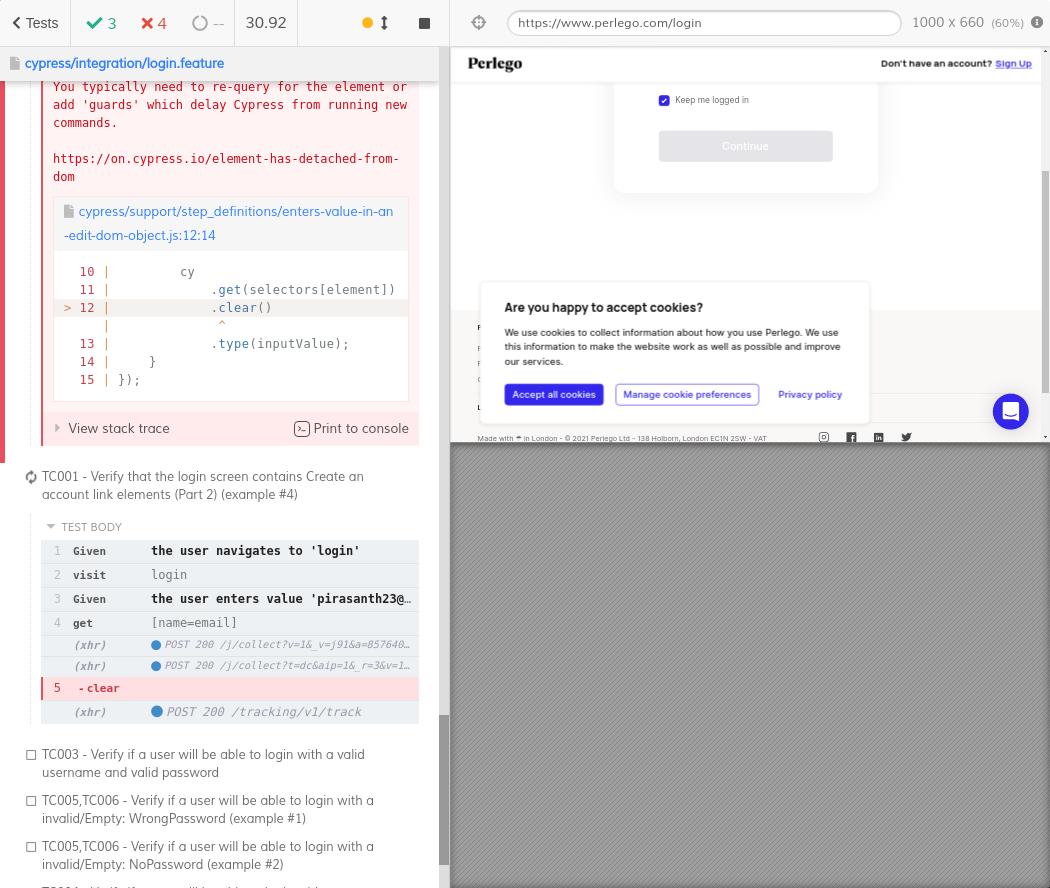 Tests
3
4
--
30.92
https://www.perlego.com/login
1000 x 660 (60%)
cypress/integration/login.feature
You typically need to re-query for the element or
add 'guards' which delay Cypress from running new
commands.
https://on.cypress.io/element-has-detached-from-
dom
cypress/support/step_definitions/enters-value-in-an
-edit-dom-object.js:12:14
10 | cy
11 | .get(selectors[element])
> 12 | .clear()
| ^
13 | .type(inputValue);
14 | }
15 | });
View stack trace
Print to console
TC001 - Verify that the login screen contains Create an
account link elements (Part 2) (example #4)
TEST BODY
1 Given the user navigates to 'login'
2 visit login
3 Given the user enters value 'pirasanth23@…
4 get [name=email]
(xhr) POST 200 /j/collect?v=1&_v=j91&a=857640…
(xhr) POST 200 /j/collect?t=dc&aip=1&_r=3&v=1…
5 -clear
(xhr) POST 200 /tracking/v1/track
TC003 - Verify if a user will be able to login with a valid
username and valid password
TC005,TC006 - Verify if a user will be able to login with a
invalid/Empty: WrongPassword (example #1)
TC005,TC006 - Verify if a user will be able to login with a
invalid/Empty: NoPassword (example #2)
Perlego
Don't have an account? Sign Up
Keep me logged in
Continue
Are you happy to accept cookies?
We use cookies to collect information about how you use Perlego. We use
this information to make the website work as well as possible and improve
our services.
Accept all cookies
Manage cookie preferences
Privacy policy
Made with ☂ in London - © 2021 Perlego Ltd - 138 Holborn, London EC1N 2SW - VAT